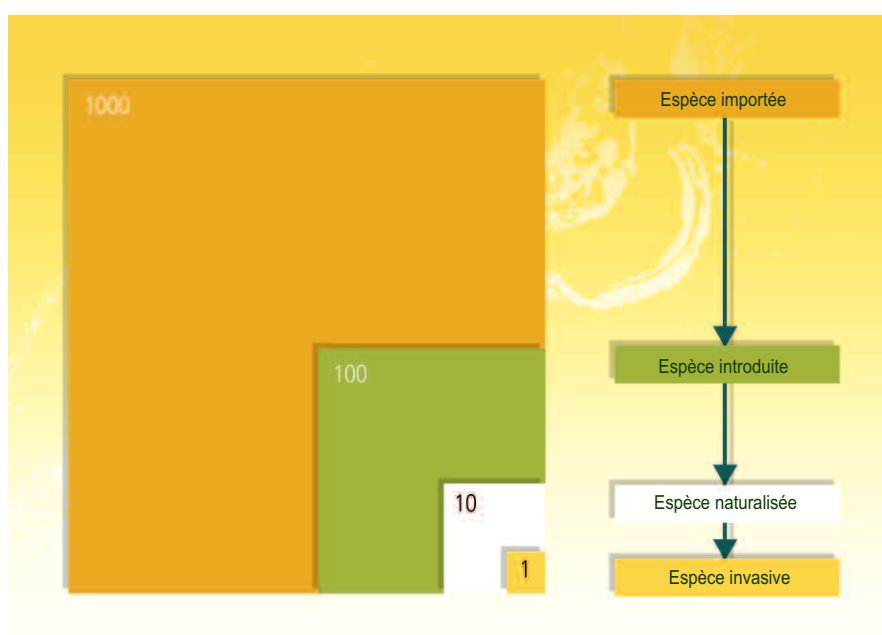 1000
Espèce importée
100
Espèce introduite
10
Espèce naturalisée
1
Espèce invasive